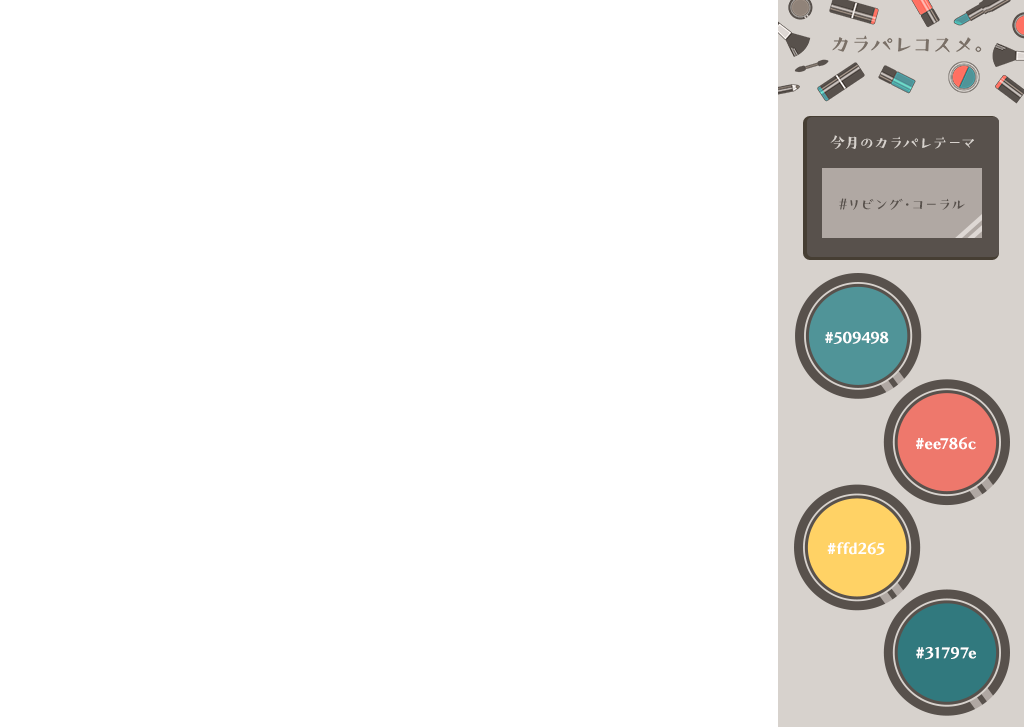 カラパレコスメ。
今月のカラパレテーマ
#リビング・コーラル
#509498
#ee786c
#ffd265
#31797e